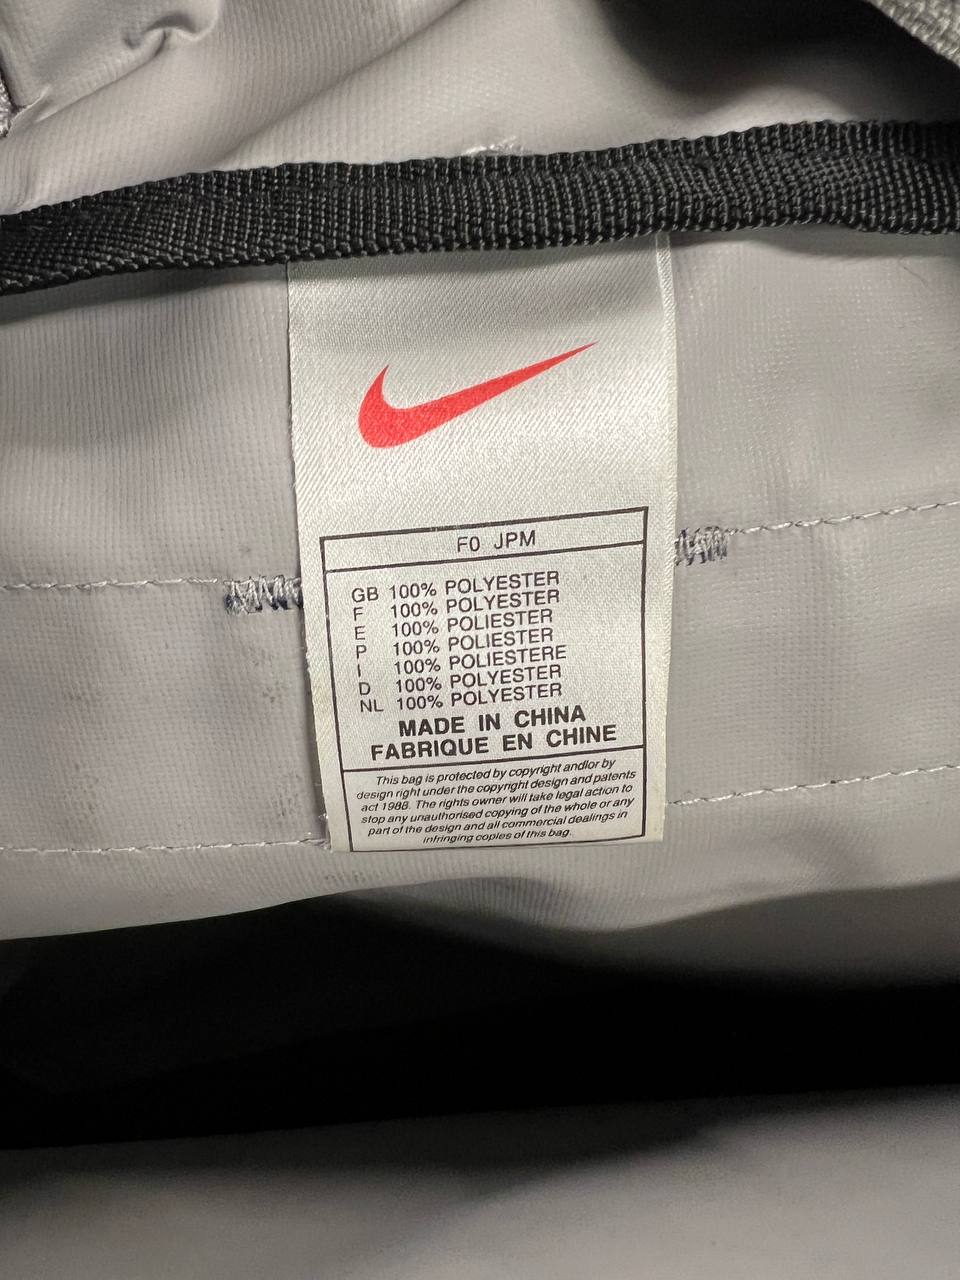 F0 JPM
GB 100% POLYESTER
F 100% POLYESTER
E 100% POLIESTER
P 100% POLIESTER
I 100% POLIESTERE
D 100% POLYESTER
NL 100% POLYESTER
MADE IN CHINA
FABRIQUE EN CHINE
This bag is protected by copyright and/or by
design right under the copyright design and patents
act 1988. The rights owner will take legal action to
stop any unauthorised copying of the whole or any
part of the design and all commercial dealings in
infringing copies of this bag.